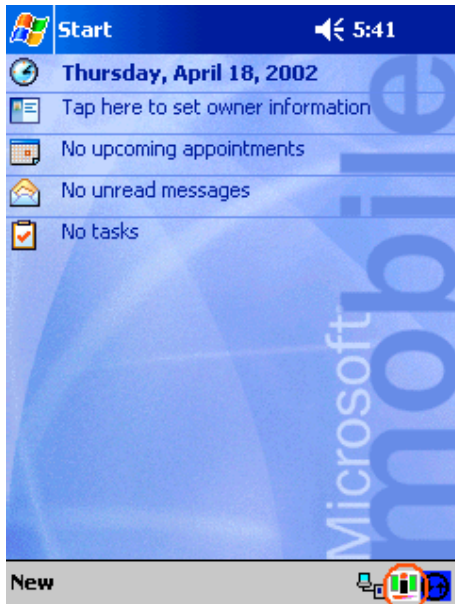 Start 5:41
Thursday, April 18, 2002
Tap here to set owner information
No upcoming appointments
No unread messages
No tasks
Microsoft
mobile
New